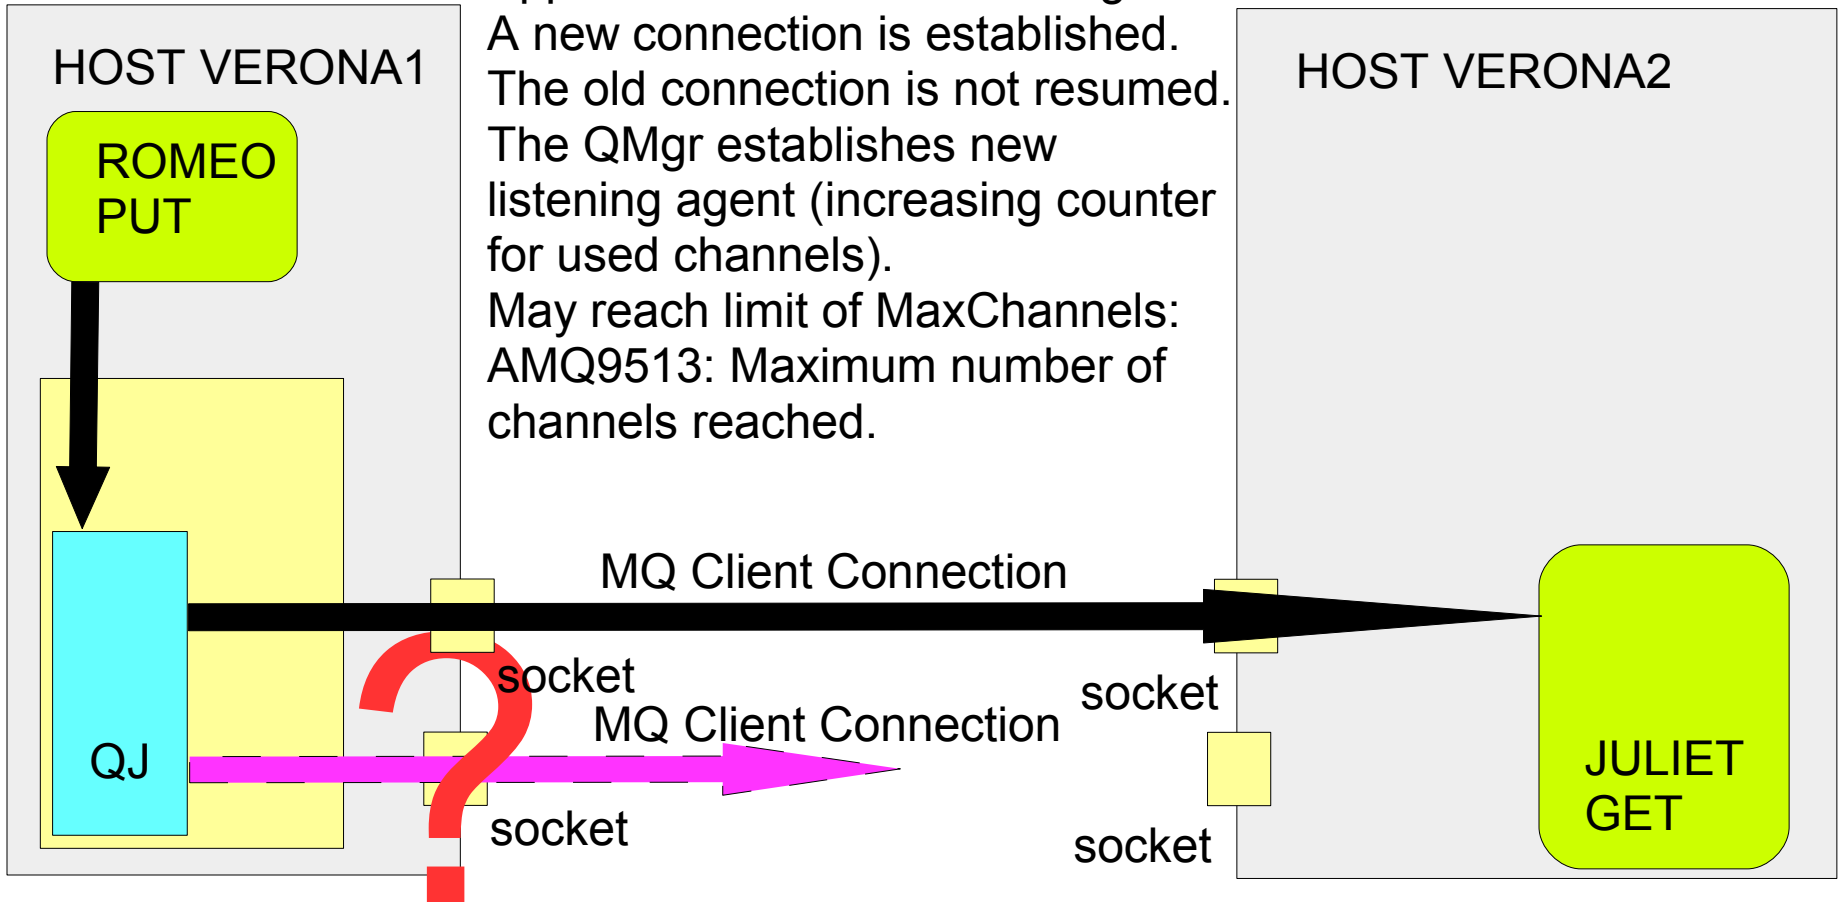 HOST VERONA1
ROMEO
PUT
A new connection is established.
The old connection is not resumed.
The QMgr establishes new
listening agent (increasing counter
for used channels).
May reach limit of MaxChannels:
AMQ9513: Maximum number of
channels reached.
HOST VERONA2
MQ Client Connection
socket
socket
MQ Client Connection
?
QJ
socket
socket
JULIET
GET